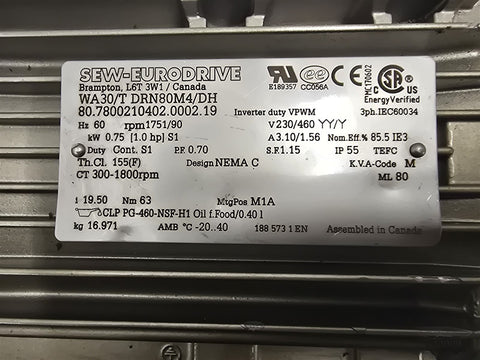 SEW-EURODRIVE
Brampton, L6T 3W1 / Canada
WA30/T DRN80M4/DH
80.7800210402.0002.19
E189357
CC056A
MC170602
CSA
EnergyVerified
Inverter duty VPWM
3ph.IEC60034
Hz 60 rpm 1751/90
V 230/460 YY/Y
kW 0.75 [1.0 hp] S1
A 3.10/1.56 Nom.Eff.% 85.5 IE3
Duty Cont. S1 P.F. 0.70
S.F. 1.15 IP 55 TEFC
Th.Cl. 155(F) Design NEMA C
K.V.A-Code M
CT 300-1800rpm
ML 80
i 19.50 Nm 63 MtgPos M1A
CLP PG-460-NSF-H1 Oil f.Food/0.40 l
kg 16.971 AMB °C -20..40 188 573 1 EN Assembled in Canada